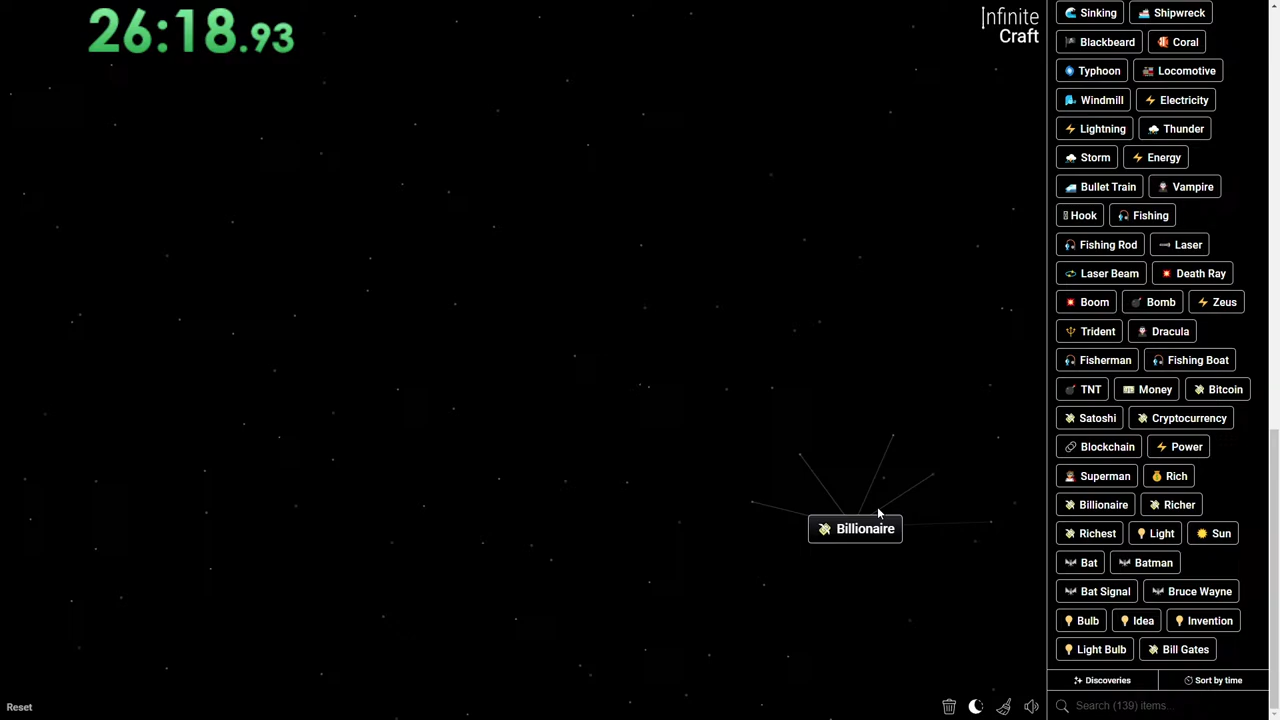 26:18.93
Infinite
Craft
Sinking Shipwreck
Blackbeard Coral
Typhoon Locomotive
Windmill Electricity
Lightning Thunder
Storm Energy
Bullet Train Vampire
Hook Fishing
Fishing Rod Laser
Laser Beam Death Ray
Boom Bomb Zeus
Trident Dracula
Fisherman Fishing Boat
TNT Money Bitcoin
Satoshi Cryptocurrency
Blockchain Power
Superman Rich
Billionaire Richer
Billionaire
Richest Light Sun
Bat Batman
Bat Signal Bruce Wayne
Bulb Idea Invention
Light Bulb Bill Gates
Discoveries Sort by time
Reset
Search (139) items...